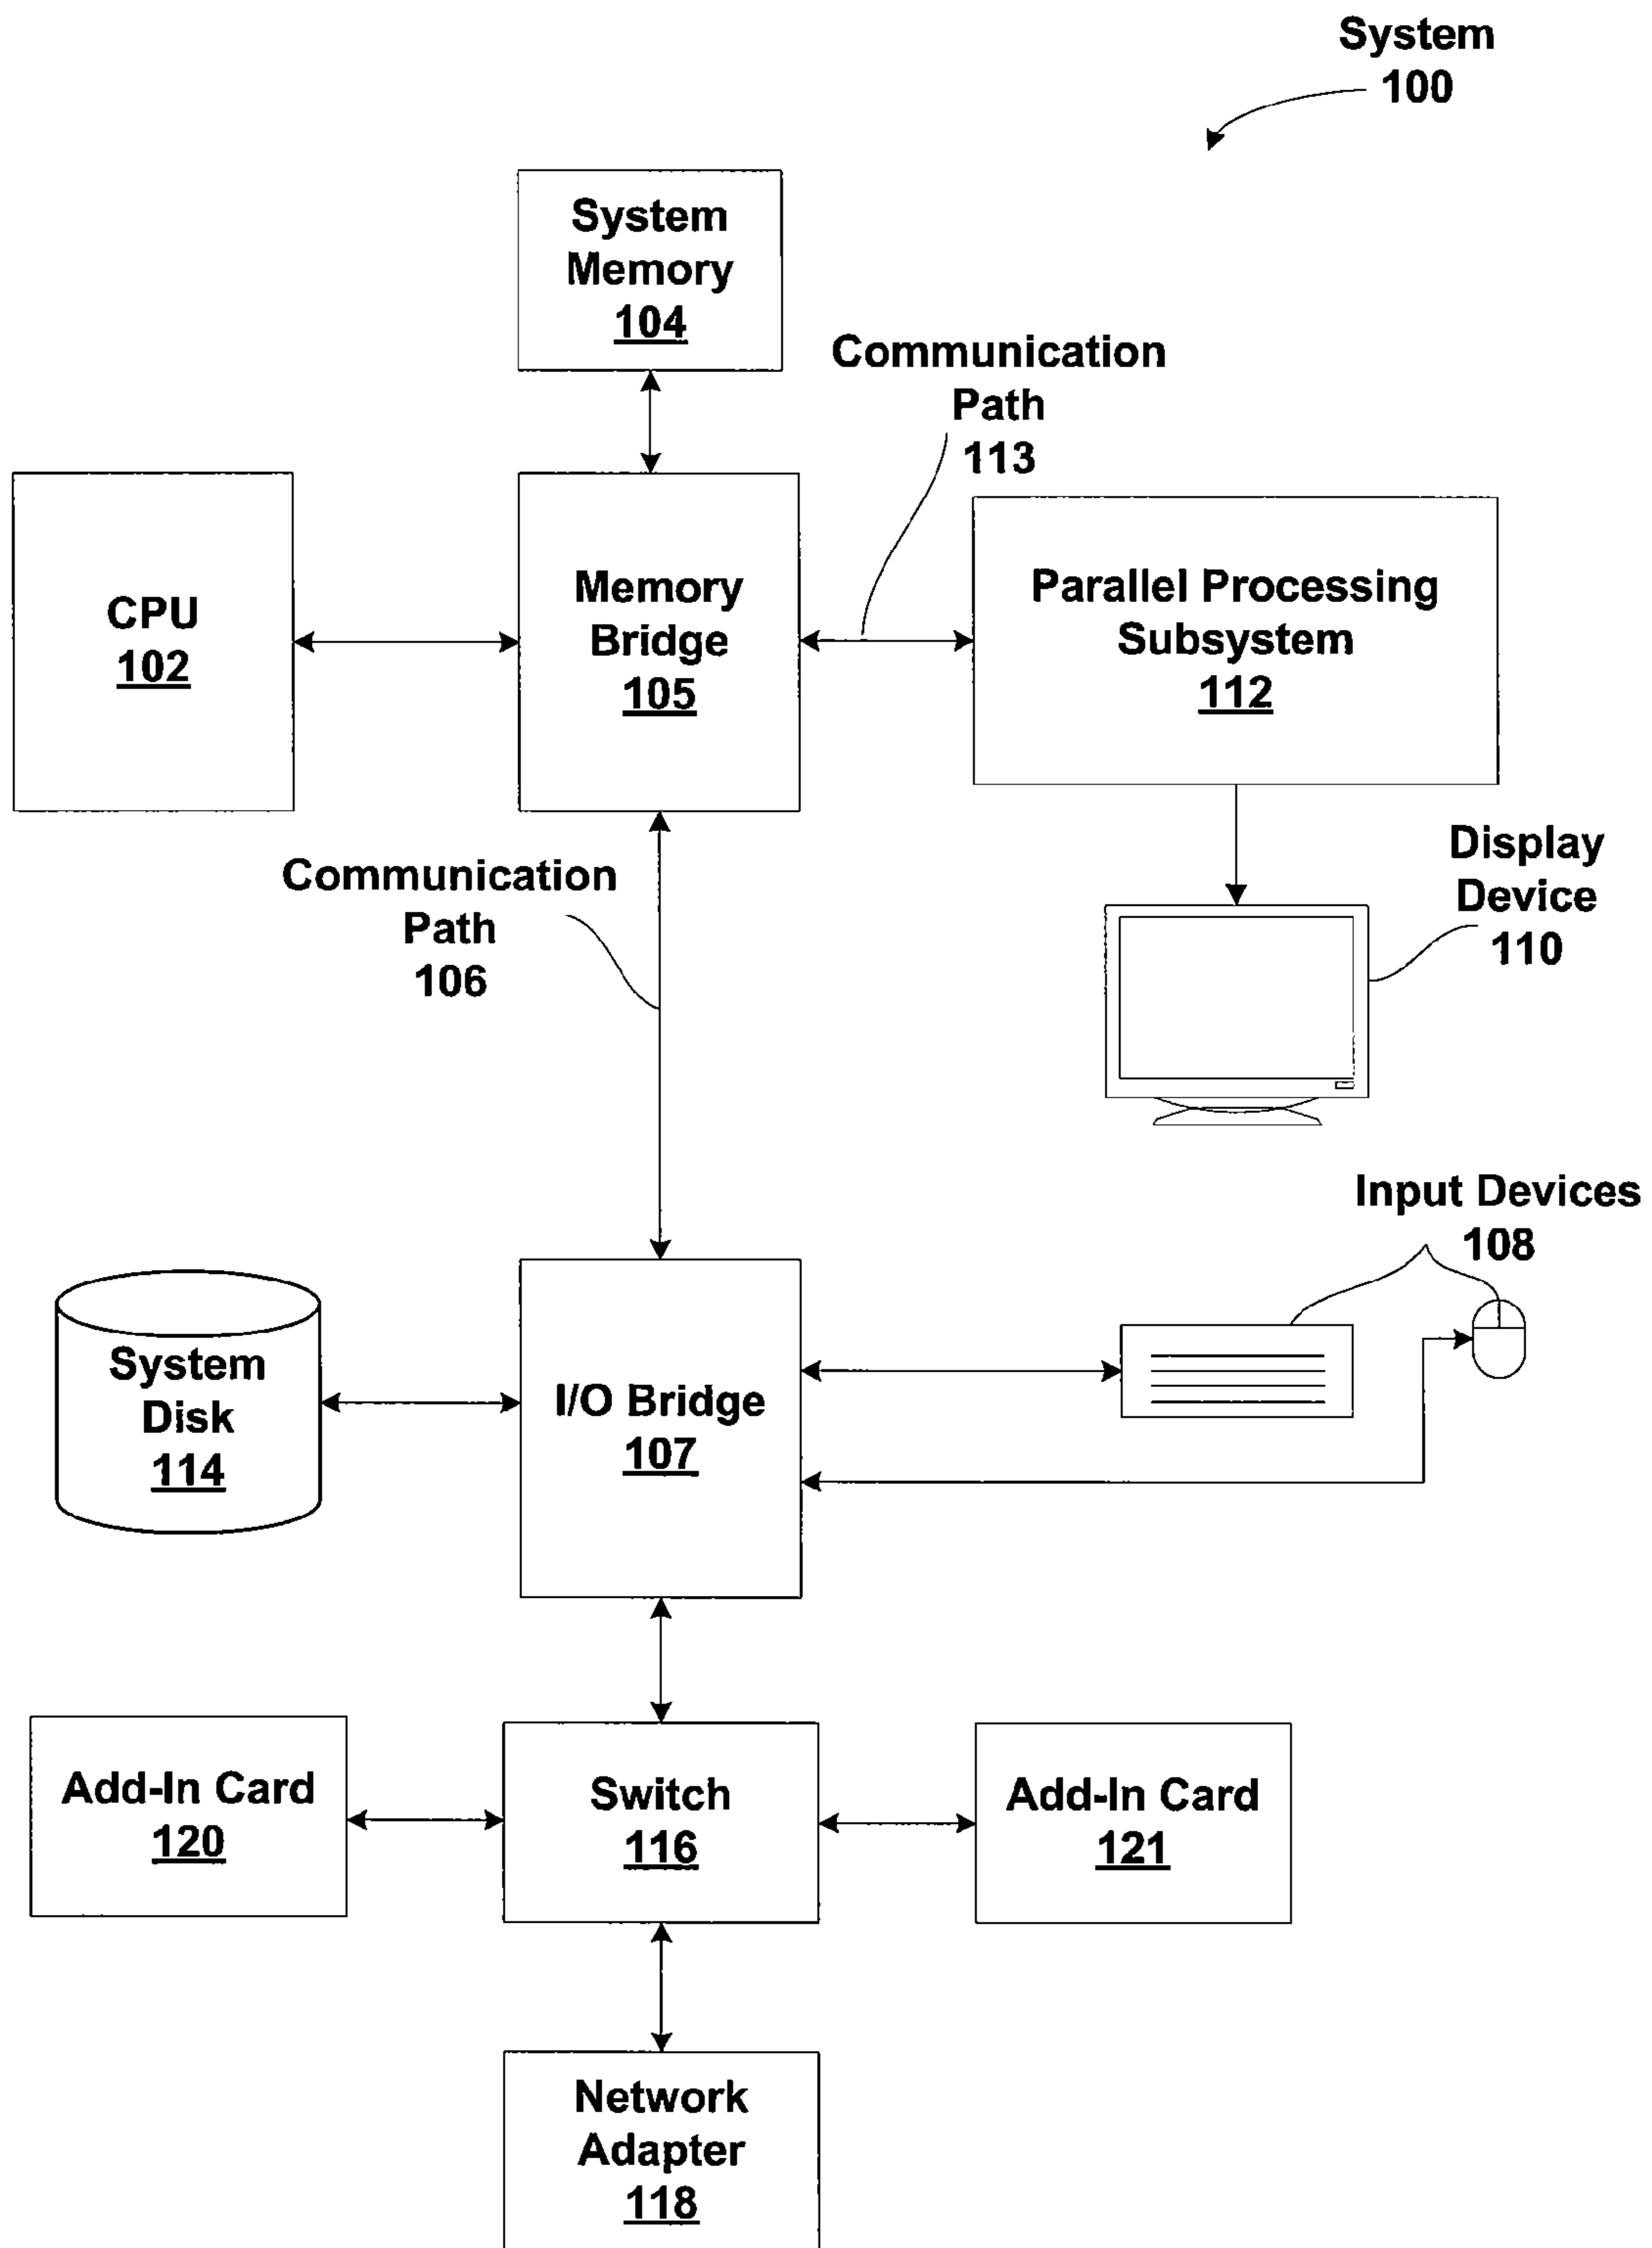 System
100
System
Memory
104
Communication
Path
113
CPU
102
Memory
Bridge
105
Parallel Processing
Subsystem
112
Communication
Path
106
Display
Device
110
Input Devices
108
System
Disk
114
I/O Bridge
107
Add-In Card
120
Switch
116
Add-In Card
121
Network
Adapter
118